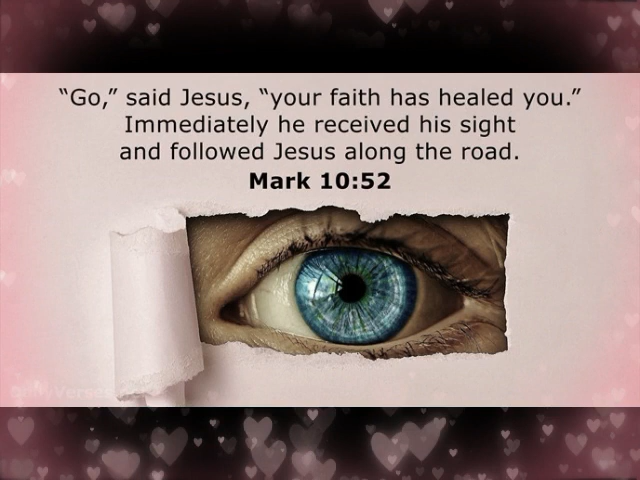 “Go,” said Jesus, “your faith has healed you.”
Immediately he received his sight
and followed Jesus along the road.
Mark 10:52